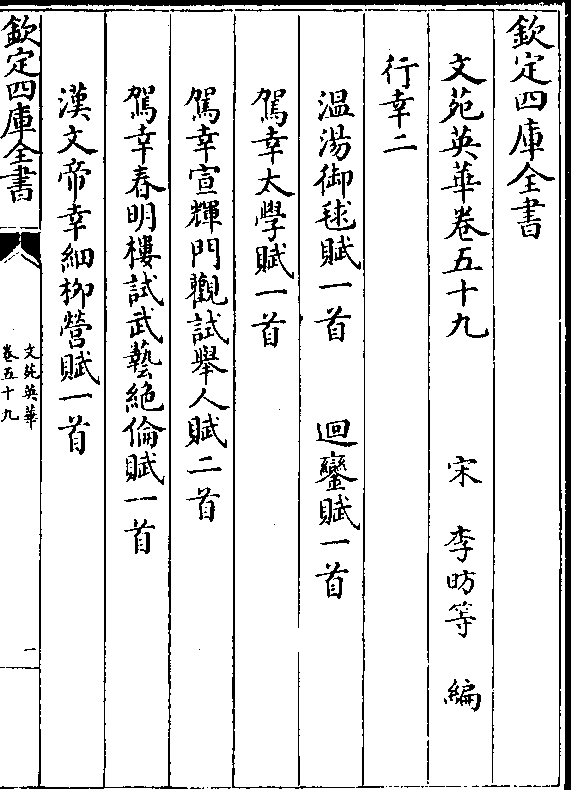 欽定四庫全書
文苑英華卷五十九　宋　李昉等　編
行幸二
温湯御毬賦一首　迴鑾賦一首
駕幸太學賦一首
駕幸宣輝門觀試舉人賦二首
駕幸春明樓試武藝絶倫賦一首
漢文帝幸細柳營賦一首
欽定四庫全書
文苑英華
卷五十九
一